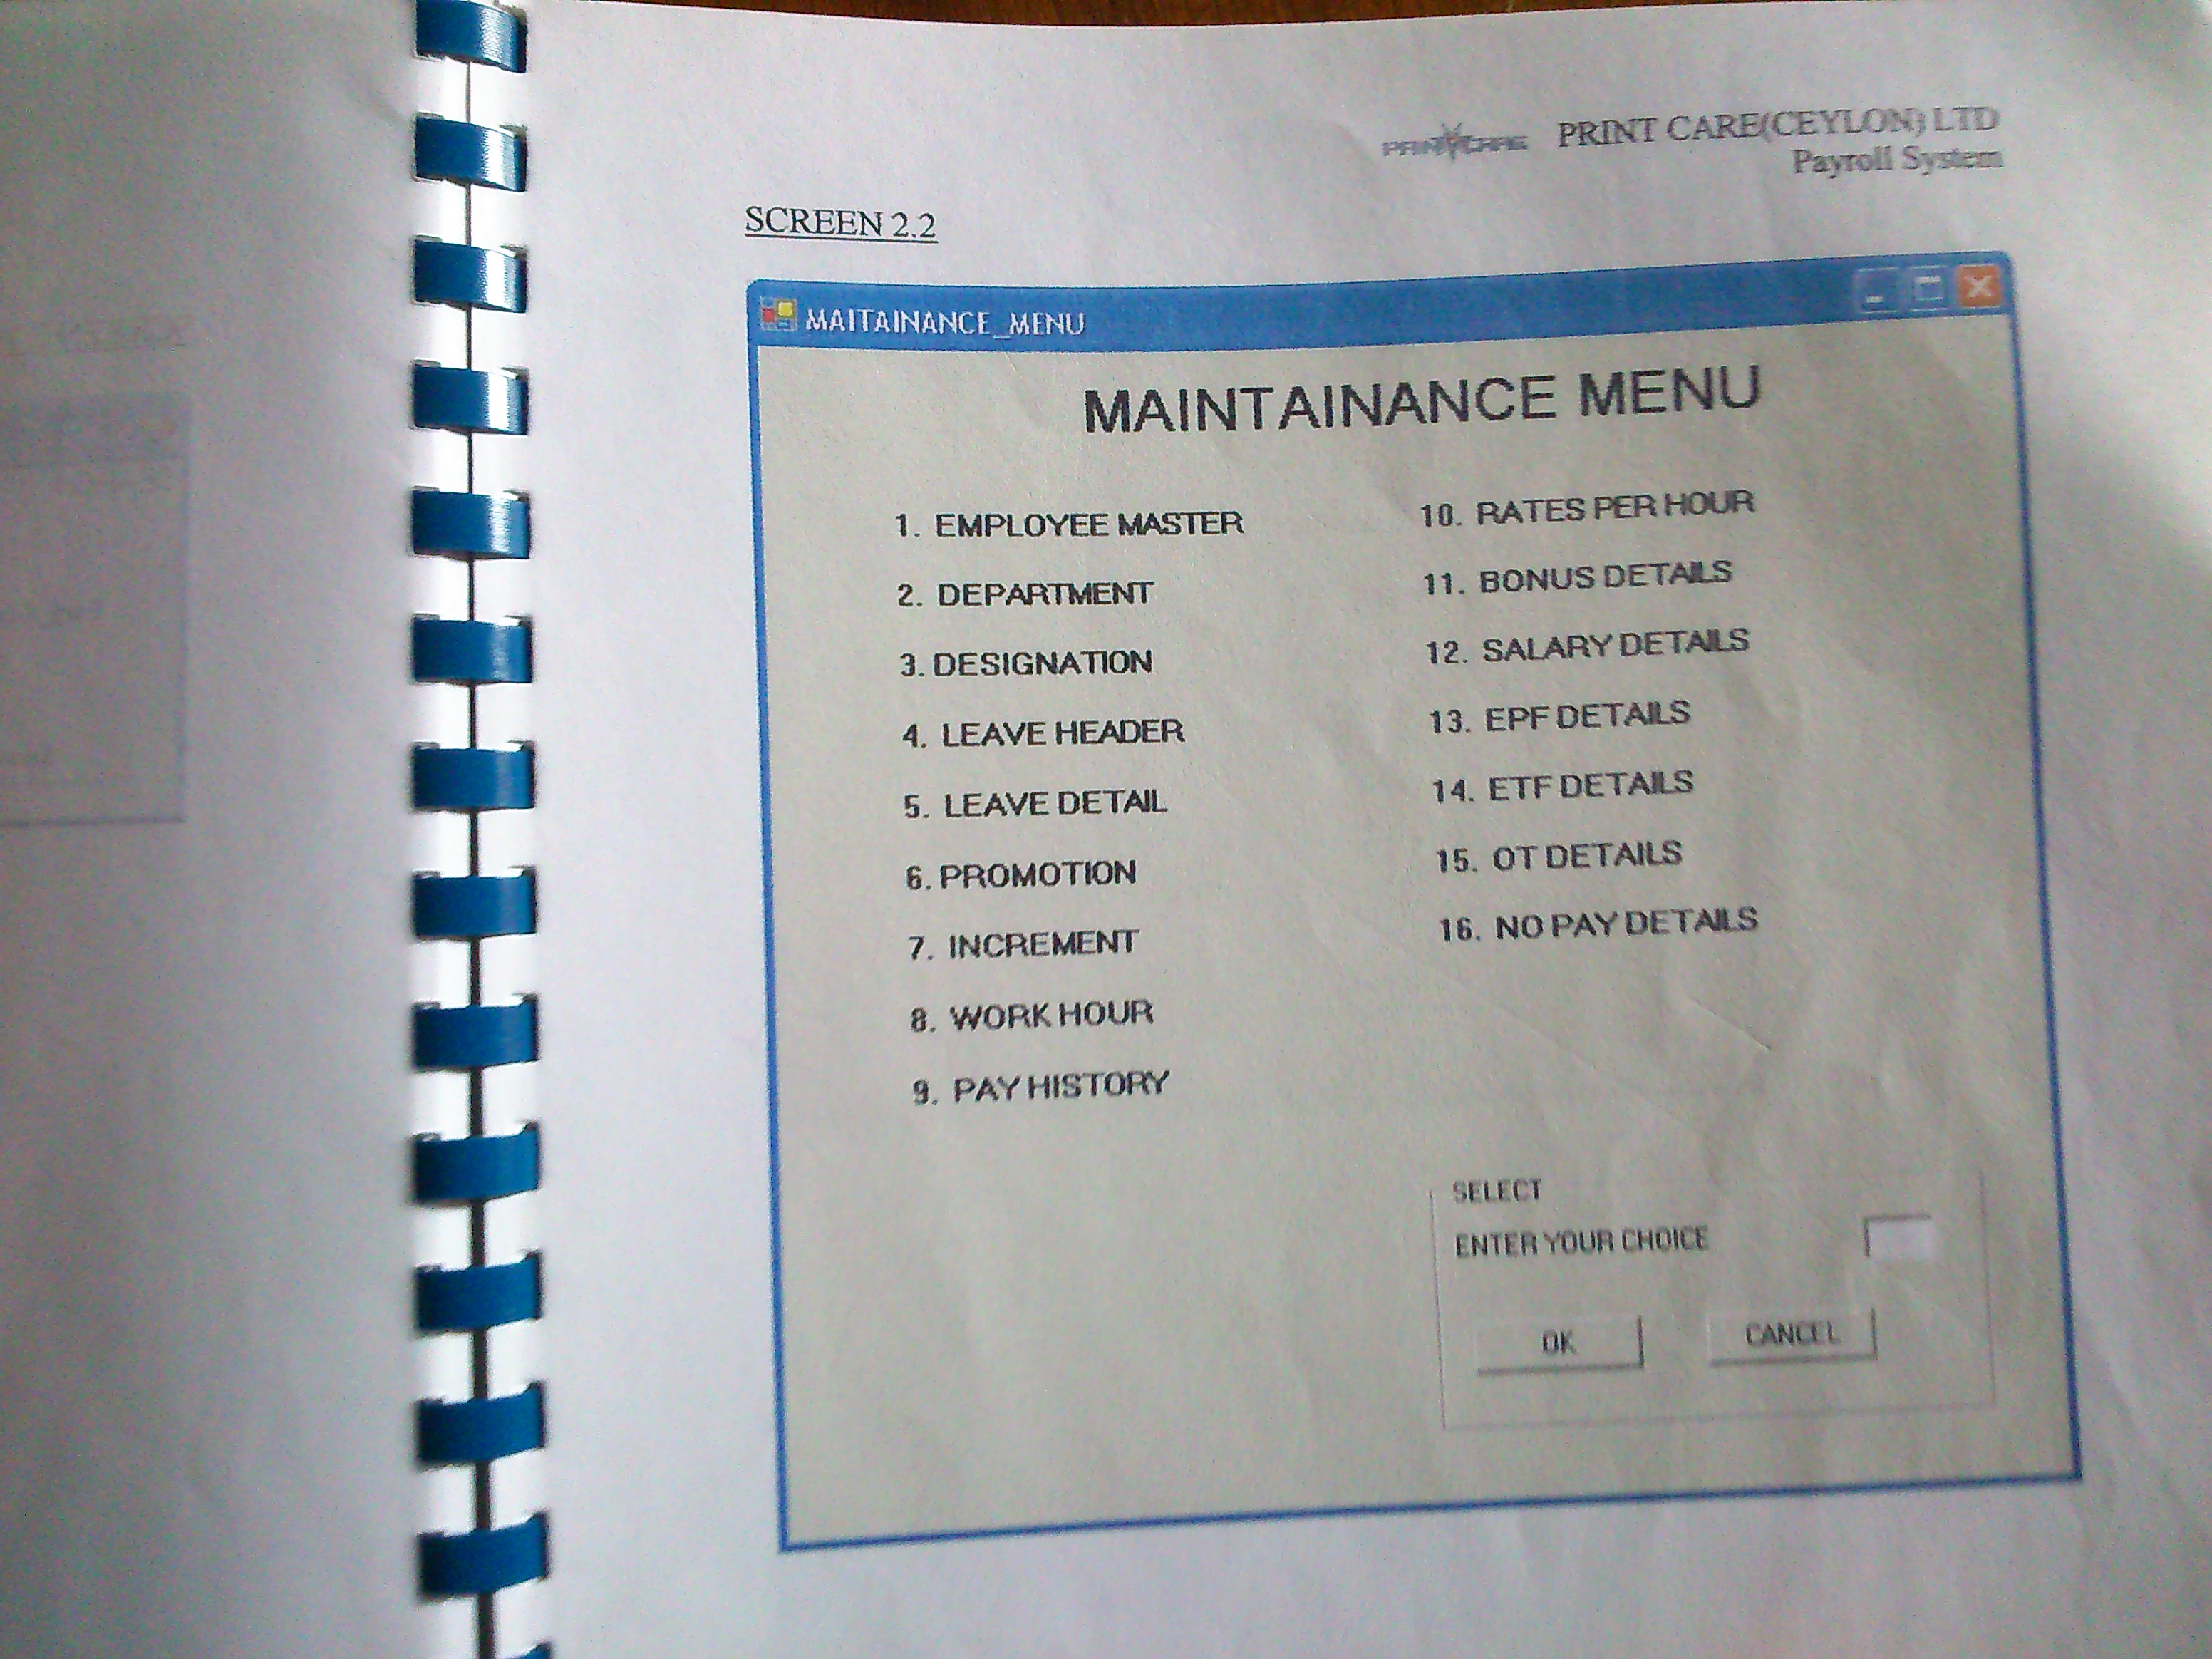 PRINT CARE(CEYLON) LTD
Payroll System
SCREEN 2.2
MAITAINANCE_MENU
MAINTAINANCE MENU
1. EMPLOYEE MASTER
2. DEPARTMENT
3. DESIGNATION
4. LEAVE HEADER
5. LEAVE DETAIL
6. PROMOTION
7. INCREMENT
8. WORK HOUR
9. PAY HISTORY
10. RATES PER HOUR
11. BONUS DETAILS
12. SALARY DETAILS
13. EPF DETAILS
14. ETF DETAILS
15. OT DETAILS
16. NO PAY DETAILS
SELECT
ENTER YOUR CHOICE
OK
CANCEL